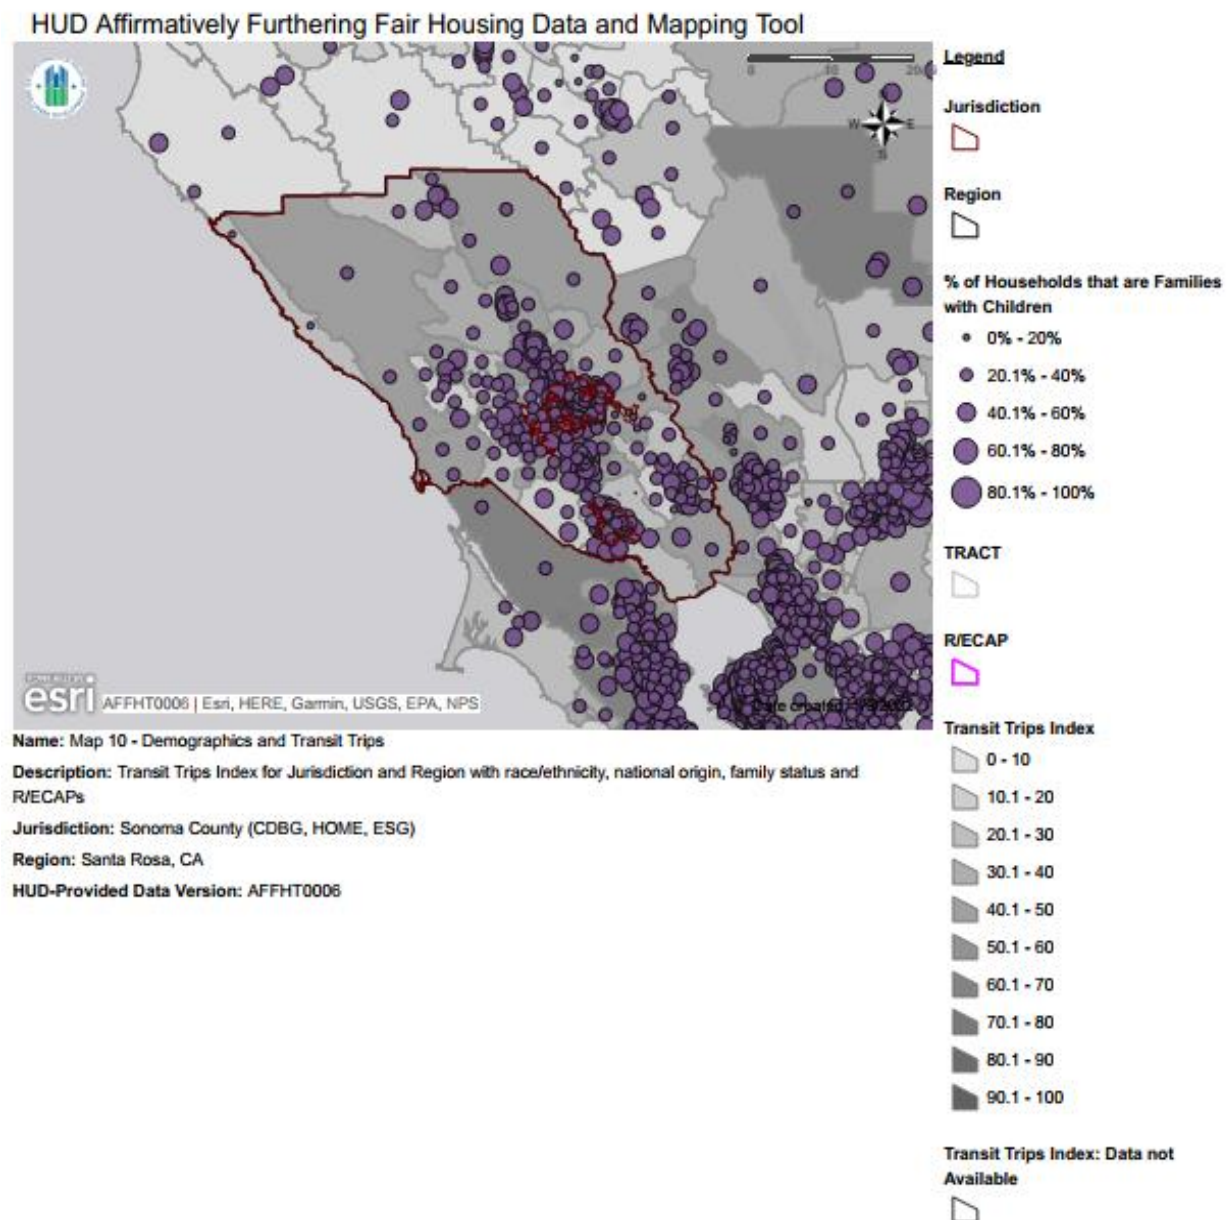 HUD Affirmatively Furthering Fair Housing Data and Mapping Tool
0 10 20
W E
S
esri
AFFHT0006 | Esri, HERE, Garmin, USGS, EPA, NPS
Date created
Name: Map 10 - Demographics and Transit Trips
Description: Transit Trips Index for Jurisdiction and Region with race/ethnicity, national origin, family status and
R/ECAPs
Jurisdiction: Sonoma County (CDBG, HOME, ESG)
Region: Santa Rosa, CA
HUD-Provided Data Version: AFFHT0006
Legend
Jurisdiction
Region
% of Households that are Families
with Children
0% - 20%
20.1% - 40%
40.1% - 60%
60.1% - 80%
80.1% - 100%
TRACT
R/ECAP
Transit Trips Index
0 - 10
10.1 - 20
20.1 - 30
30.1 - 40
40.1 - 50
50.1 - 60
60.1 - 70
70.1 - 80
80.1 - 90
90.1 - 100
Transit Trips Index: Data not
Available